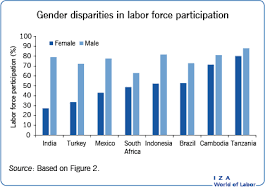 Gender disparities in labor force participation
Female Male
Labor force participation (%)
100
90
80
70
60
50
40
30
20
10
0
India Turkey Mexico South Africa Indonesia Brazil Cambodia Tanzania
Source: Based on Figure 2.
I Z A
World of Labor